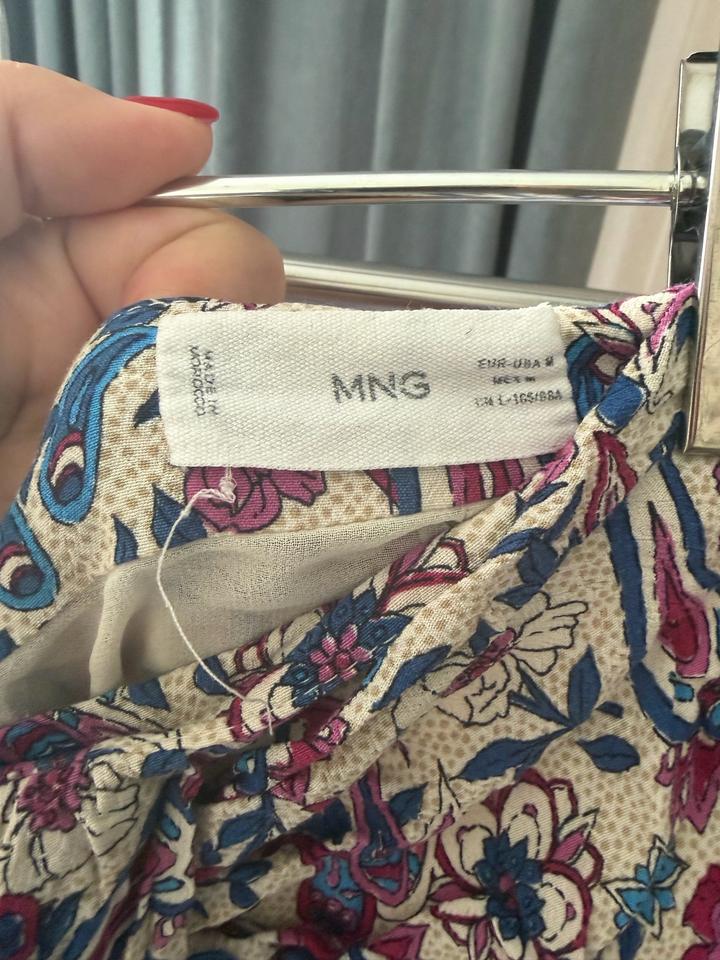 MADE IN
MOROCCO
MNG
EUR-USA M
MEX M
CN L-165/88A